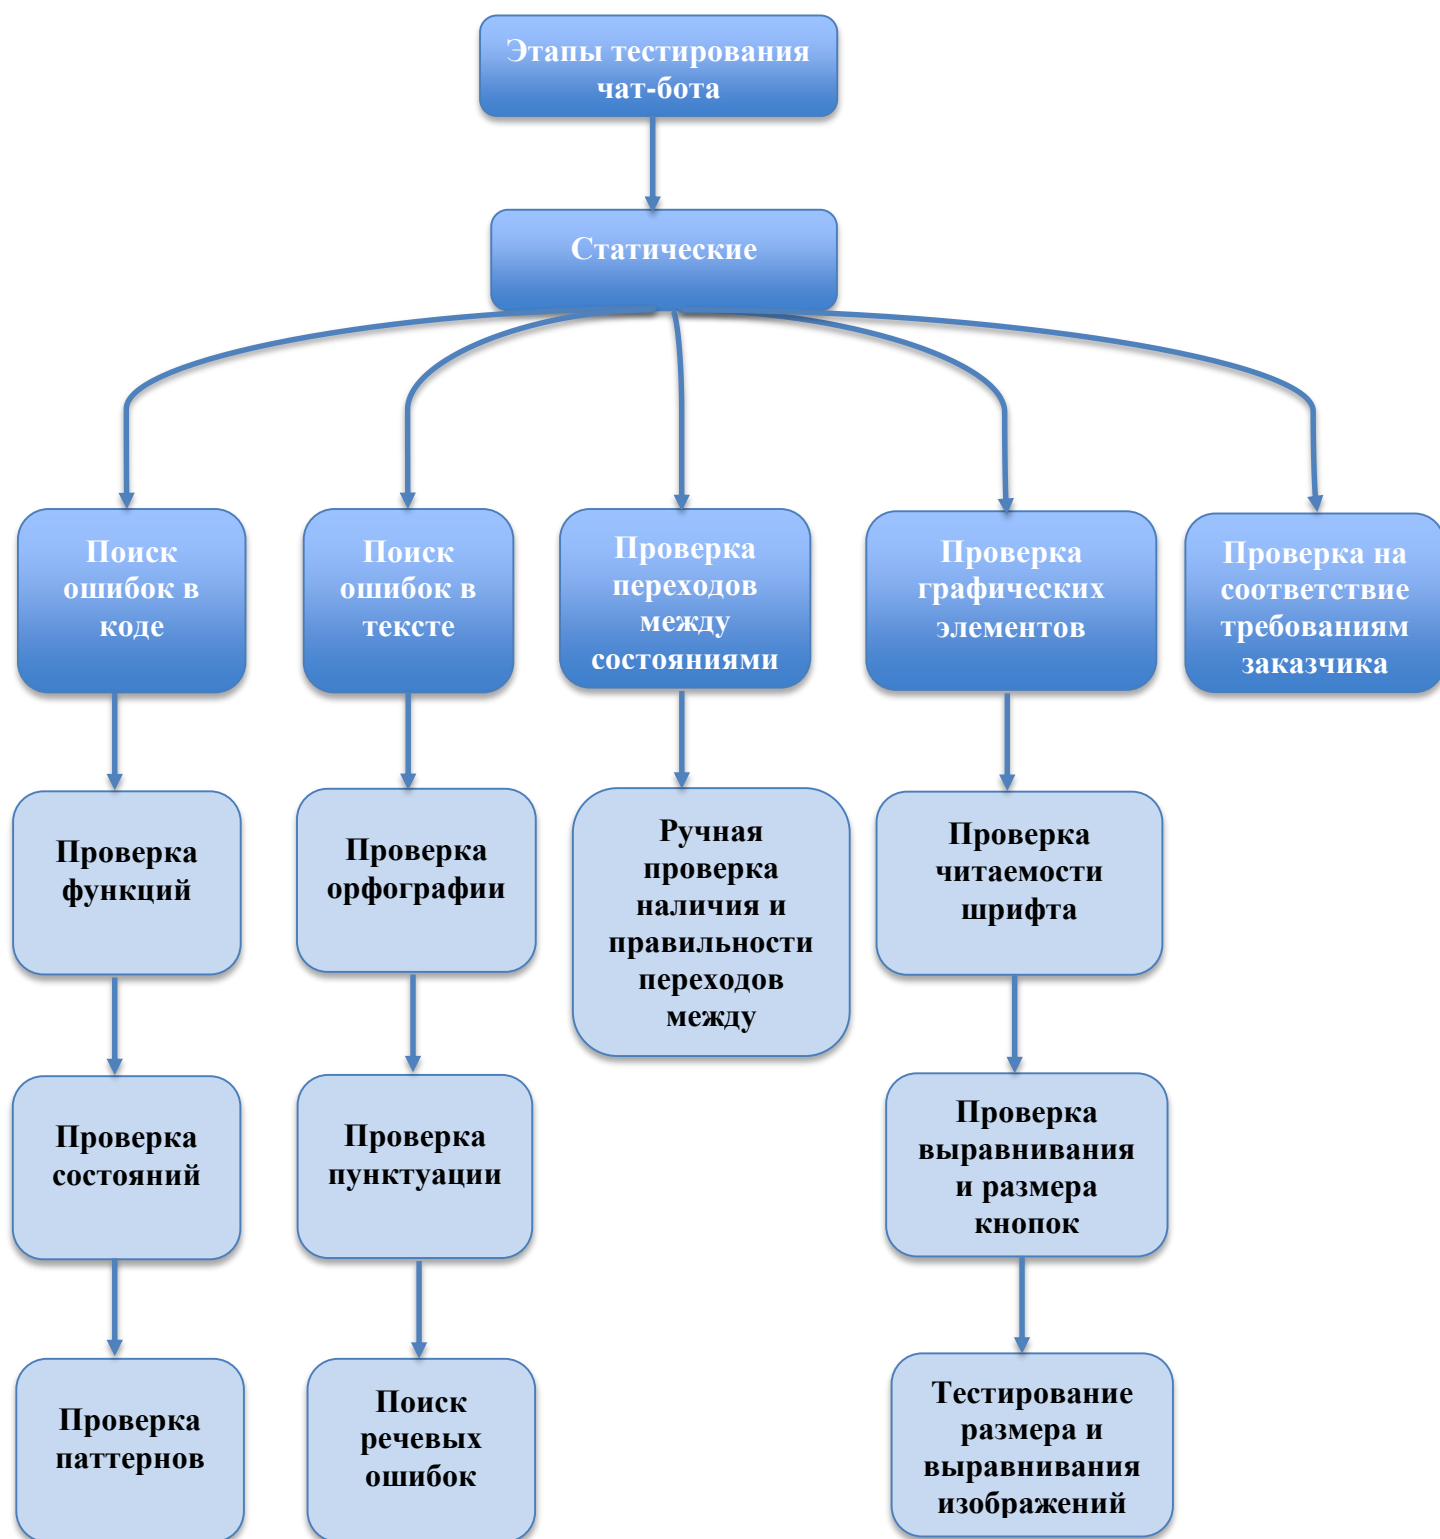 Этапы тестирования
чат-бота
Статические
Поиск
ошибок в
коде
Поиск
ошибок в
тексте
Проверка
переходов
между
состояниями
Проверка
графических
элементов
Проверка на
соответствие
требованиям
заказчика
Проверка
функций
Проверка
орфографии
Ручная
проверка
наличия и
правильности
переходов
между
Проверка
читаемости
шрифта
Проверка
состояний
Проверка
пунктуации
Проверка
выравнивания
и размера
кнопок
Проверка
паттернов
Поиск
речевых
ошибок
Тестирование
размера и
выравнивания
изображений